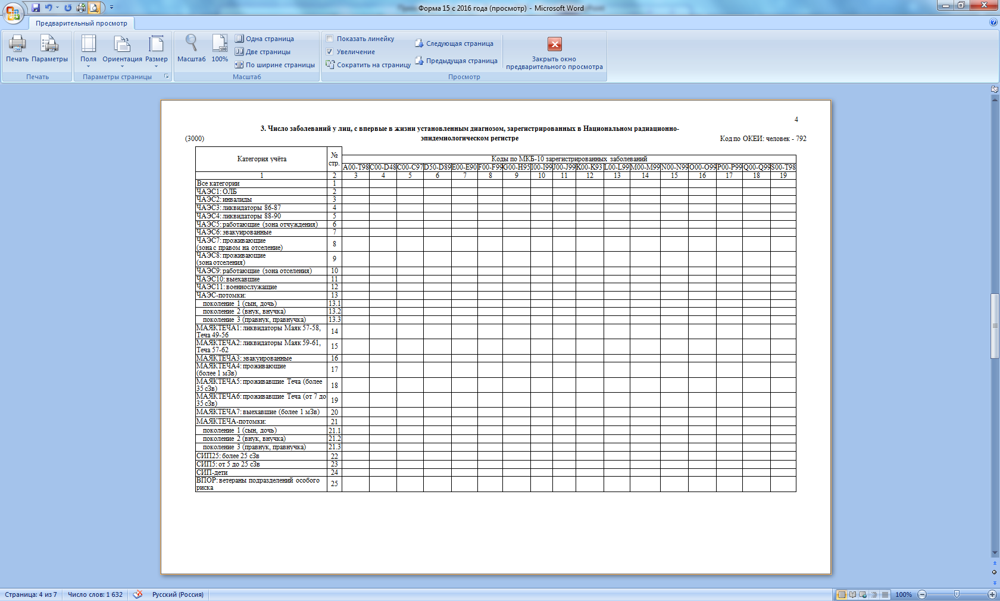 Форма 15 с 2016 года (просмотр) - Microsoft Word
Предварительный просмотр
Печать
Параметры
Поля
Ориентация
Размер
Масштаб
100%
Одна страница
Две страницы
По ширине страницы
Показать линейку
Увеличение
Сократить на страницу
Следующая страница
Предыдущая страница
Закрыть окно
предварительного просмотра
Печать
Параметры страницы
Масштаб
Просмотр
4
3. Число заболеваний у лиц, с впервые в жизни установленным диагнозом, зарегистрированных в Национальном радиационно-
эпидемиологическом регистре
(3000)
Код по ОКЕИ: человек - 792
Категория учёта
№
стр.
Коды по МКБ-10 зарегистрированных заболеваний
A00-T98 C00-D48 C00-C97 D50-D89 E00-E90 F00-F99 G00-H95 I00-I99 J00-J99 K00-K93 L00-L99 M00-M99 N00-N99 O00-O99 P00-P99 Q00-Q99 S00-T98
1 2 3 4 5 6 7 8 9 10 11 12 13 14 15 16 17 18 19
Все категории 1
ЧАЭС1: ОЛБ 2
ЧАЭС2: инвалиды 3
ЧАЭС3: ликвидаторы 86-87 4
ЧАЭС4: ликвидаторы 88-90 5
ЧАЭС5: работающие (зона отчуждения) 6
ЧАЭС6: эвакуированные 7
ЧАЭС7: проживающие
(зона с правом на отселение) 8
ЧАЭС8: проживающие
(зона отселения) 9
ЧАЭС9: работающие (зона отселения) 10
ЧАЭС10: выехавшие 11
ЧАЭС11: военнослужащие 12
ЧАЭС-потомки: 13
поколение 1 (сын, дочь) 13.1
поколение 2 (внук, внучка) 13.2
поколение 3 (правнук, правнучка) 13.3
МАЯКТЕЧА1: ликвидаторы Маяк 57-58,
Теча 49-56 14
МАЯКТЕЧА2: ликвидаторы Маяк 59-61,
Теча 57-62 15
МАЯКТЕЧА3: эвакуированные 16
МАЯКТЕЧА4: проживающие
(более 1 мЗв) 17
МАЯКТЕЧА5: проживавшие Теча (более
35 сЗв) 18
МАЯКТЕЧА6: проживавшие Теча (от 7 до
35 сЗв) 19
МАЯКТЕЧА7: выехавшие (более 1 мЗв) 20
МАЯКТЕЧА-потомки: 21
поколение 1 (сын, дочь) 21.1
поколение 2 (внук, внучка) 21.2
поколение 3 (правнук, правнучка) 21.3
СИП25: более 25 сЗв 22
СИП5: от 5 до 25 сЗв 23
СИП-дети 24
ВПОР: ветераны подразделений особого
риска 25
Страница: 4 из 7
Число слов: 1 632
Русский (Россия)
100%